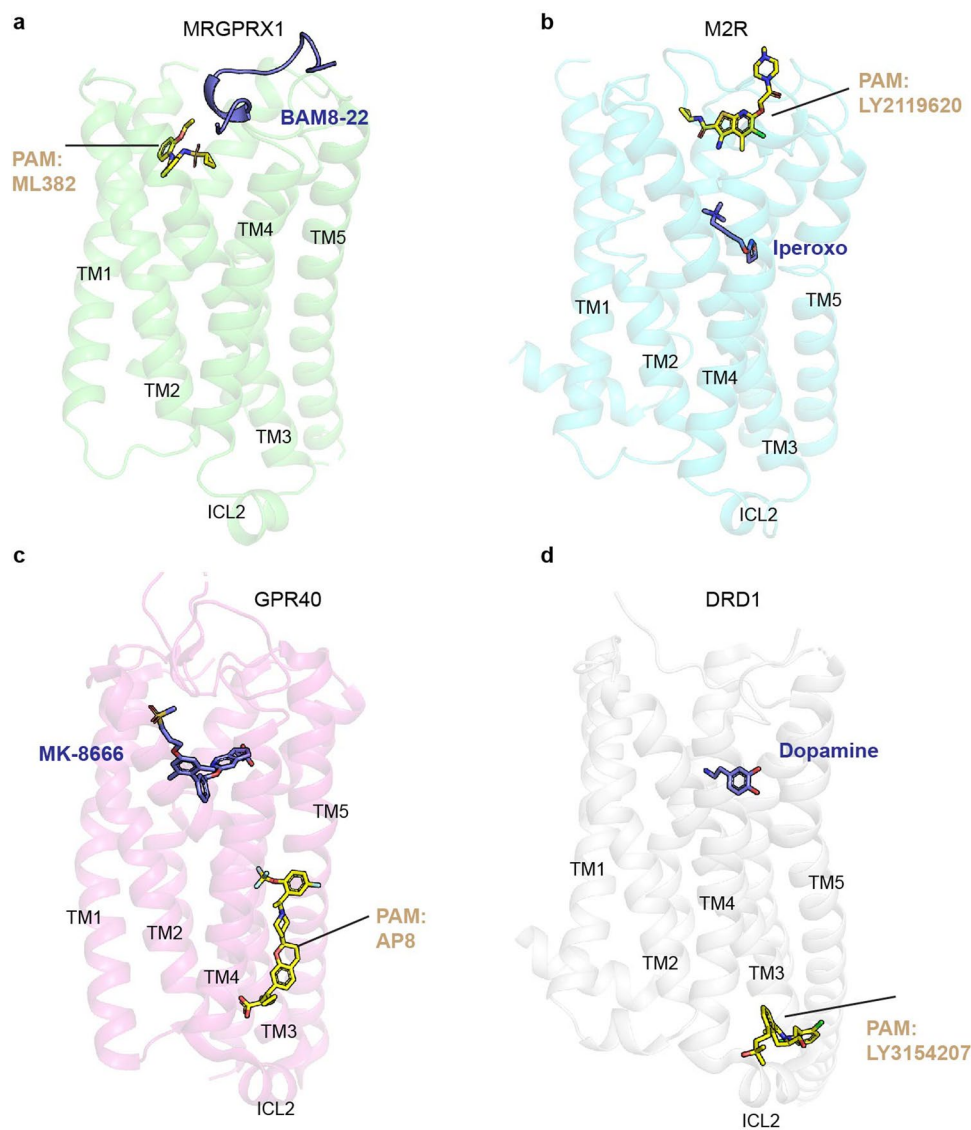 a
MRGPRX1
BAM8-22
PAM:
ML382
TM4
TM5
TM1
TM2
TM3
ICL2
b
M2R
PAM:
LY2119620
Iperoxo
TM5
TM1
TM2
TM4
TM3
ICL2
c
GPR40
MK-8666
TM5
PAM:
AP8
TM1
TM2
TM4
TM3
ICL2
d
DRD1
Dopamine
TM1
TM5
TM4
TM2
TM3
PAM:
LY3154207
ICL2